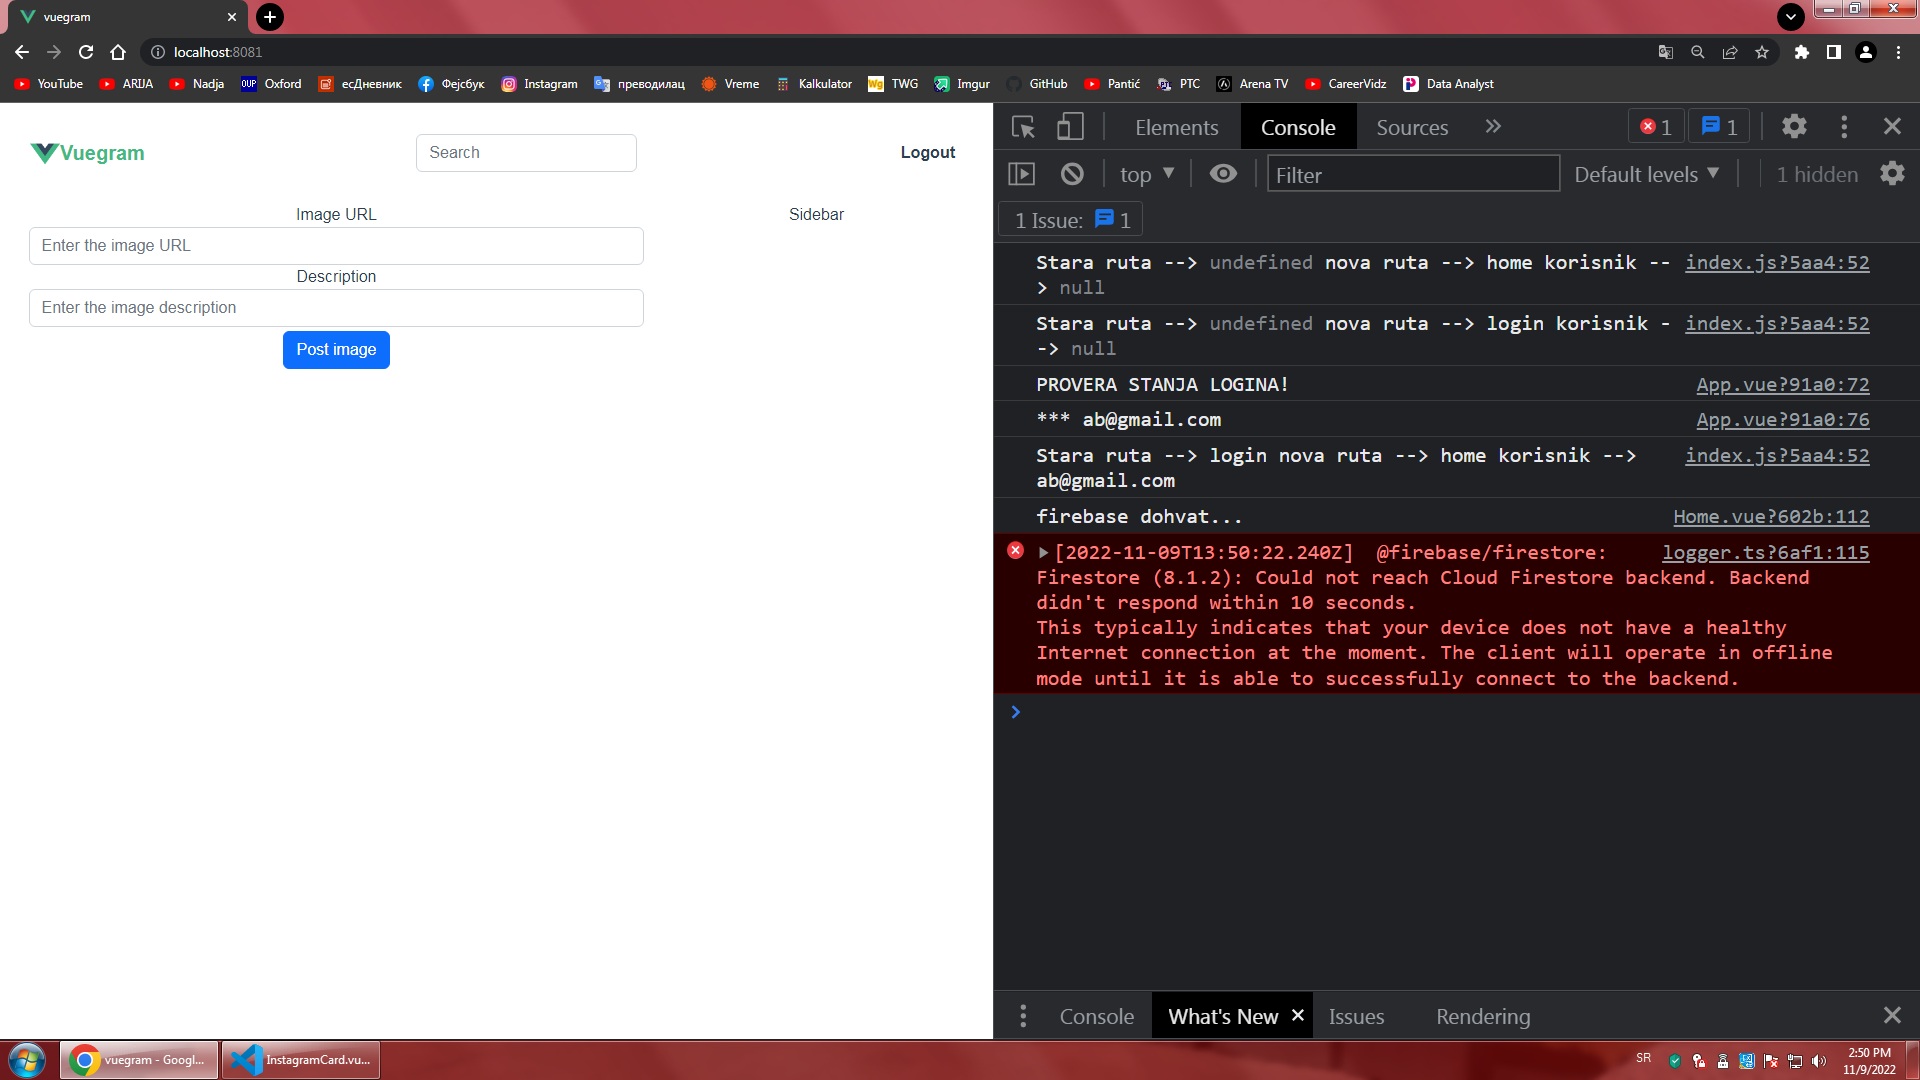 vuegram
localhost:8081
YouTube ARIJA Nadja OUP Oxford есДневник Фејсбук Instagram преводилац Vreme Kalkulator Wg TWG Imgur GitHub Pantić РТС Arena TV CareerVidz Data Analyst
Vuegram
Search
Logout
Image URL
Sidebar
Enter the image URL
Description
Enter the image description
Post image
Elements Console Sources 1 1
top Filter Default levels 1 hidden
1 Issue: 1
Stara ruta --> undefined nova ruta --> home korisnik -- index.js?5aa4:52
> null
Stara ruta --> undefined nova ruta --> login korisnik - index.js?5aa4:52
-> null
PROVERA STANJA LOGINA! App.vue?91a0:72
*** ab@gmail.com App.vue?91a0:76
Stara ruta --> login nova ruta --> home korisnik --> index.js?5aa4:52
ab@gmail.com
firebase dohvat... Home.vue?602b:112
[2022-11-09T13:50:22.240Z] @firebase/firestore: logger.ts?6af1:115
Firestore (8.1.2): Could not reach Cloud Firestore backend. Backend
didn't respond within 10 seconds.
This typically indicates that your device does not have a healthy
Internet connection at the moment. The client will operate in offline
mode until it is able to successfully connect to the backend.
Console What's New Issues Rendering
vuegram - Googl... InstagramCard.vu... SR 2:50 PM
11/9/2022